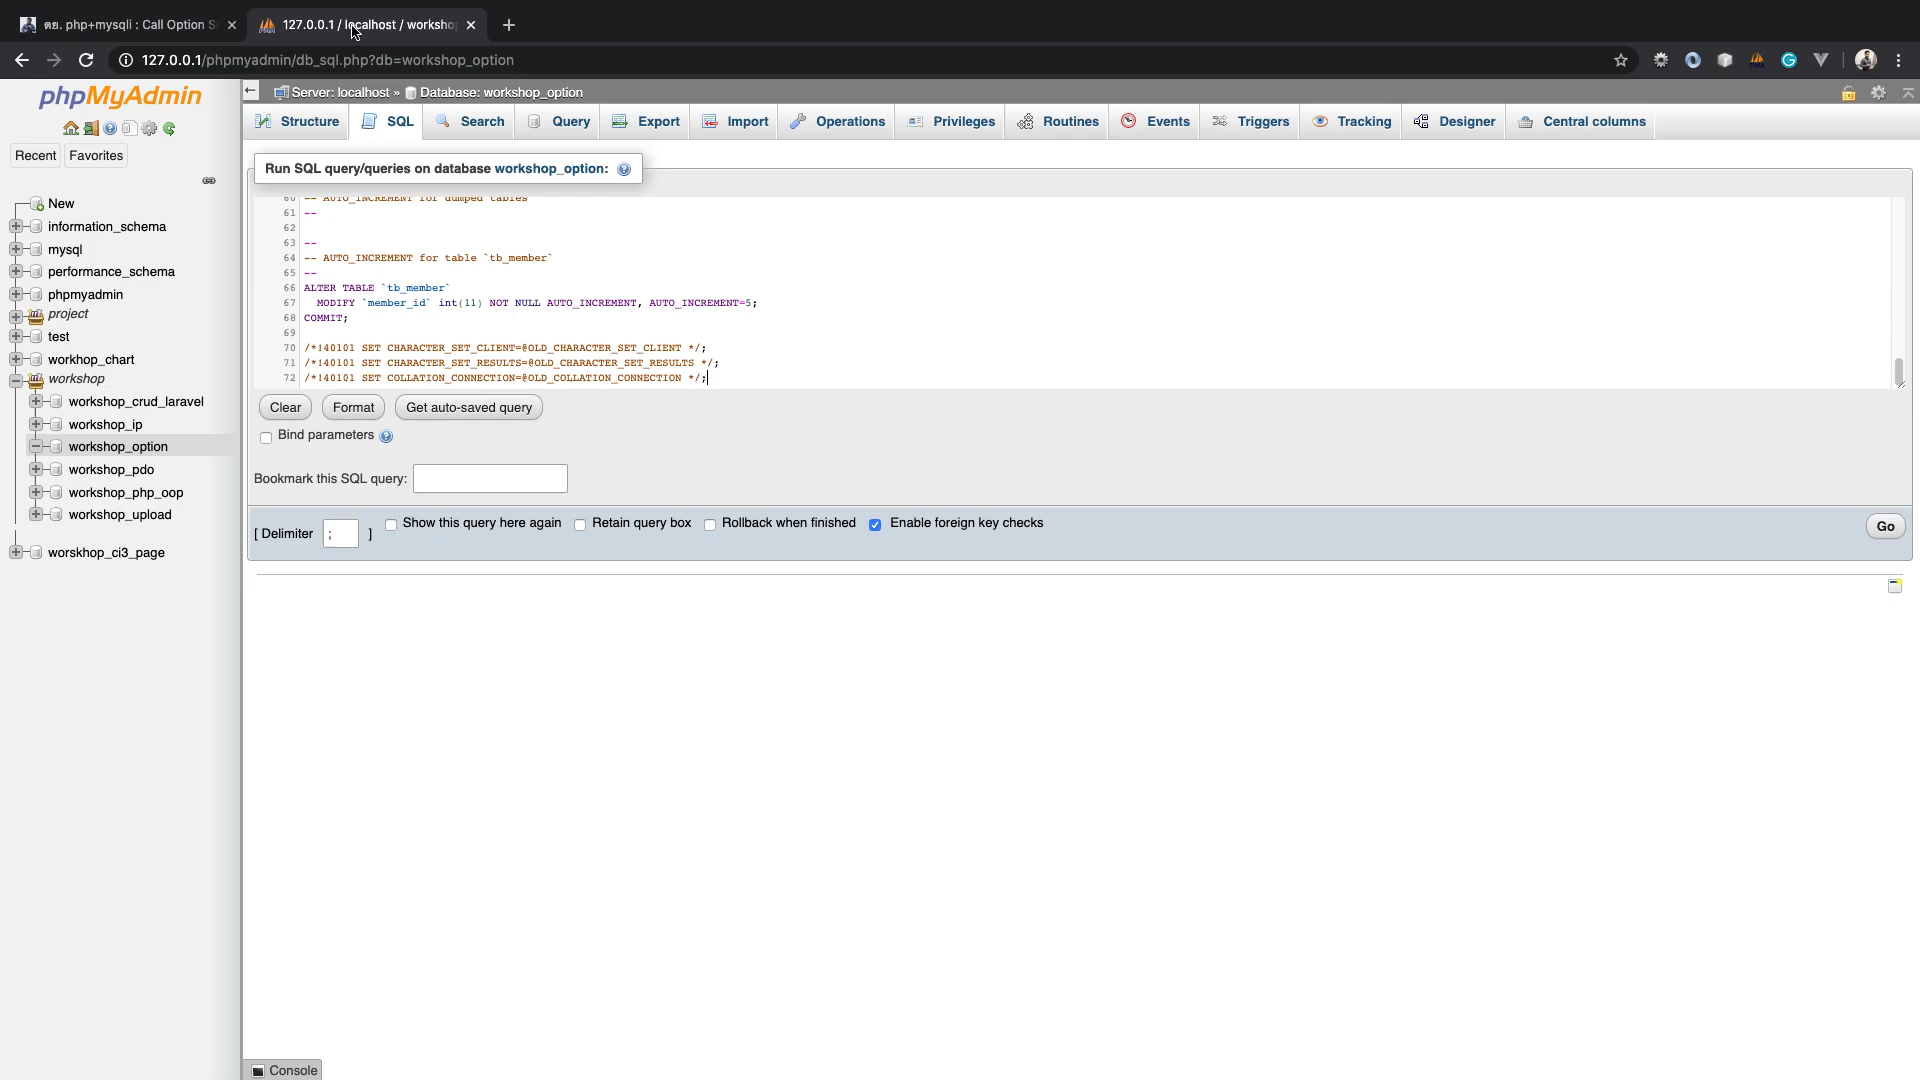 ตย. php+mysqli : Call Option S
127.0.0.1 / localhost / worksho
127.0.0.1/phpmyadmin/db_sql.php?db=workshop_option
phpMyAdmin
Server: localhost » Database: workshop_option
Structure SQL Search Query Export Import Operations Privileges Routines Events Triggers Tracking Designer Central columns
Recent Favorites
New
information_schema
mysql
performance_schema
phpmyadmin
project
test
workhop_chart
workshop
workshop_crud_laravel
workshop_ip
workshop_option
workshop_pdo
workshop_php_oop
workshop_upload
worskhop_ci3_page
Run SQL query/queries on database workshop_option:
60 -- AUTO_INCREMENT for dumped tables
61 --
62
63 --
64 -- AUTO_INCREMENT for table `tb_member`
65 --
66 ALTER TABLE `tb_member`
67 MODIFY `member_id` int(11) NOT NULL AUTO_INCREMENT, AUTO_INCREMENT=5;
68 COMMIT;
69
70 /*!40101 SET CHARACTER_SET_CLIENT=@OLD_CHARACTER_SET_CLIENT */;
71 /*!40101 SET CHARACTER_SET_RESULTS=@OLD_CHARACTER_SET_RESULTS */;
72 /*!40101 SET COLLATION_CONNECTION=@OLD_COLLATION_CONNECTION */;
Clear Format Get auto-saved query
Bind parameters
Bookmark this SQL query:
[ Delimiter ; ] Show this query here again Retain query box Rollback when finished Enable foreign key checks Go
Console